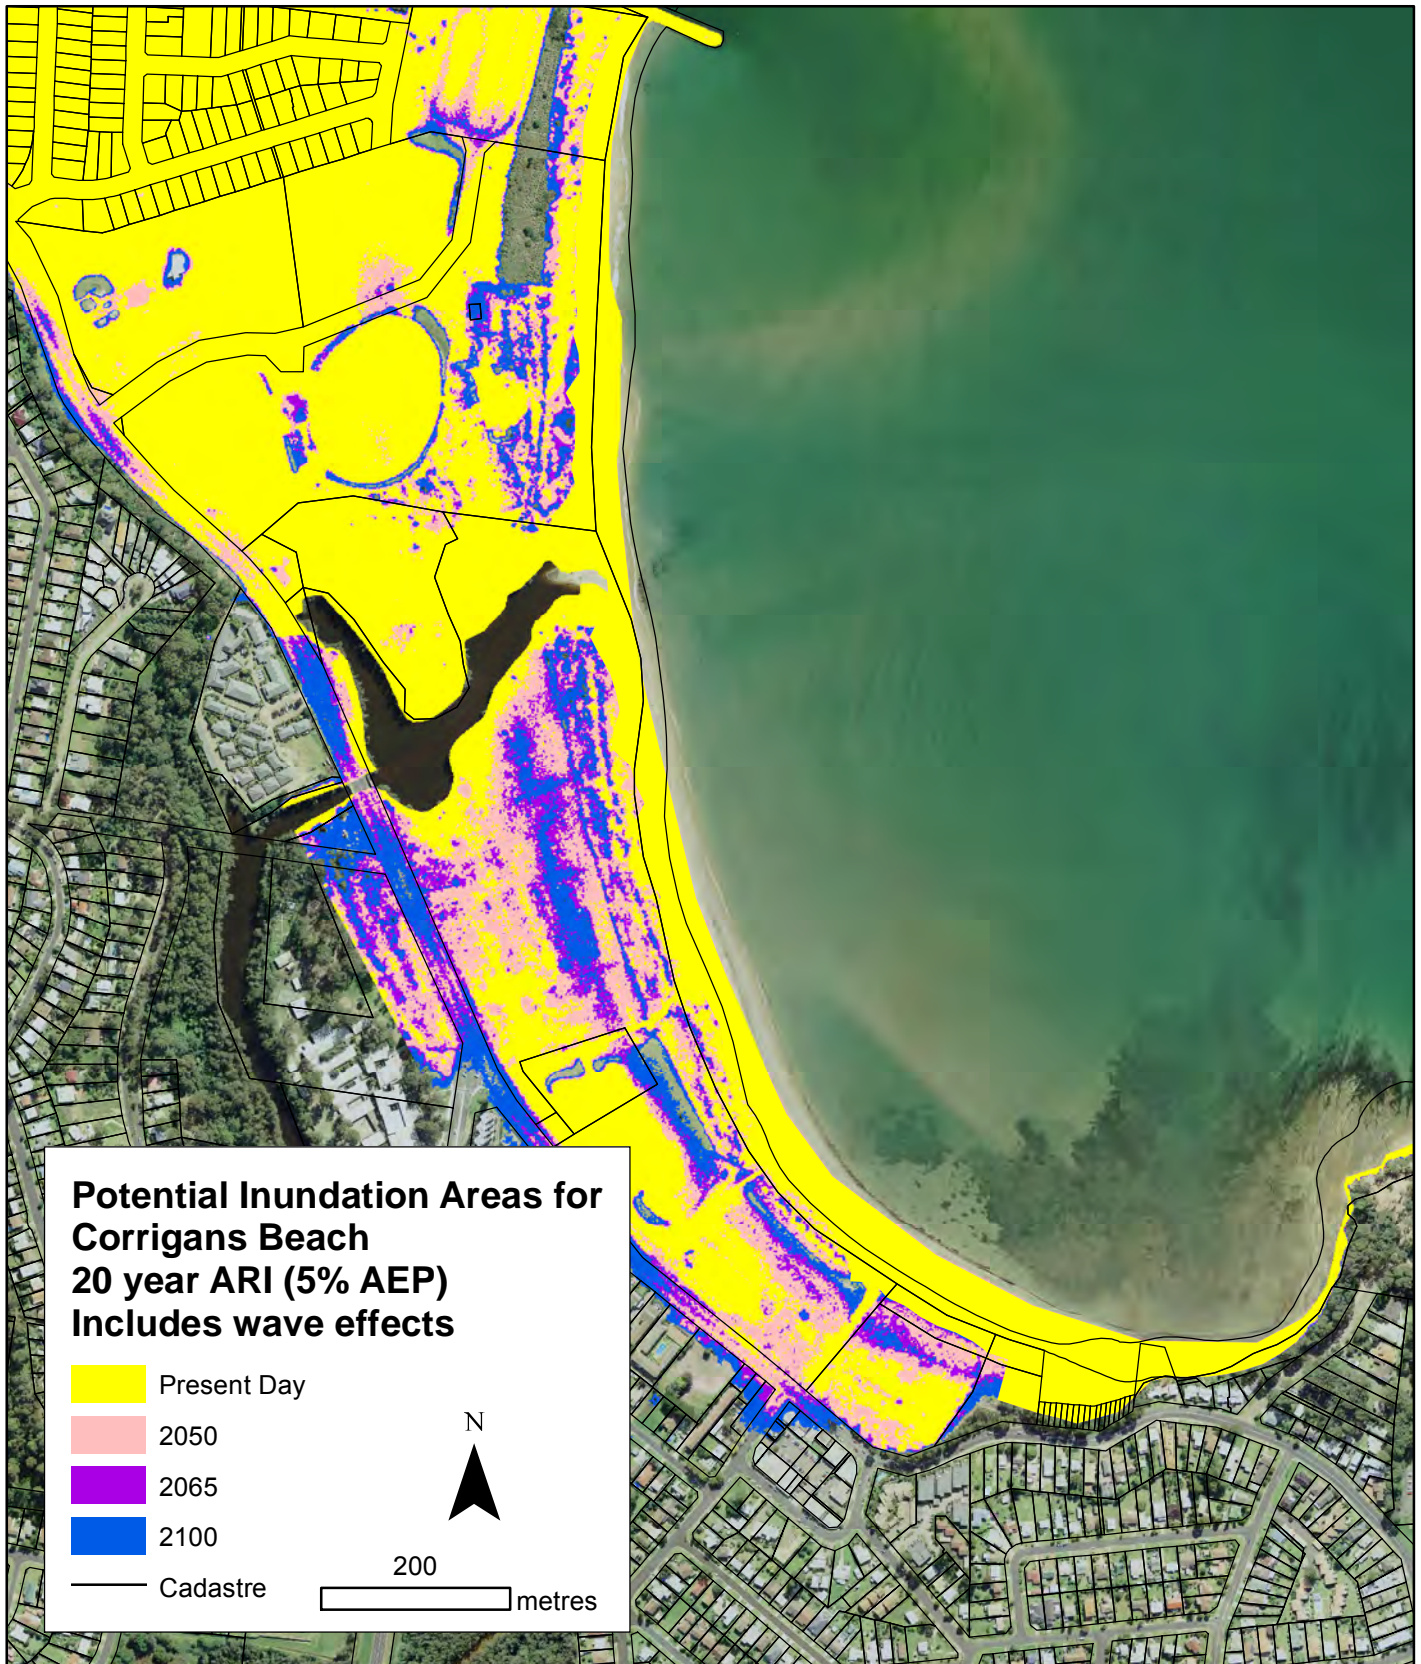 Potential Inundation Areas for
Corrigans Beach
20 year ARI (5% AEP)
Includes wave effects
Present Day
2050
2065
2100
Cadastre
N
200
metres